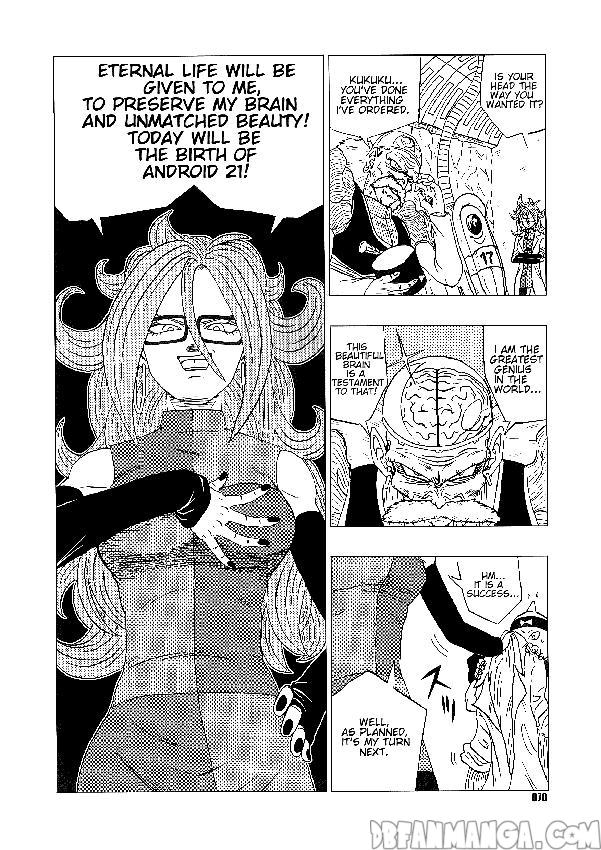 IS YOUR
HEAD THE
WAY YOU
WANTED IT?
KUKUKU...
YOU'VE DONE
EVERYTHING
I'VE ORDERED.
17
I AM THE
GREATEST
GENIUS
IN THE
WORLD...
THIS
BEAUTIFUL
BRAIN
IS A
TESTAMENT
TO THAT!
HM...
IT IS A
SUCCESS...
WELL,
AS PLANNED,
IT'S MY TURN
NEXT.
ETERNAL LIFE WILL BE
GIVEN TO ME,
TO PRESERVE MY BRAIN
AND UNMATCHED BEAUTY!
TODAY WILL BE
THE BIRTH OF
ANDROID 21!
070
DBFANMANGA.COM